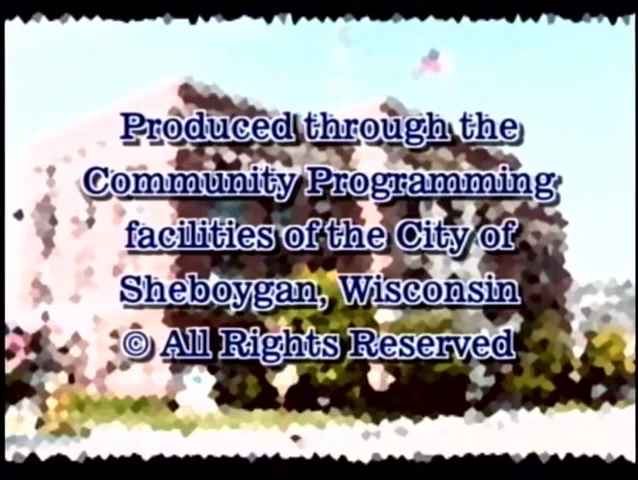 Produced through the
Community Programming
facilities of the City of
Sheboygan, Wisconsin
© All Rights Reserved